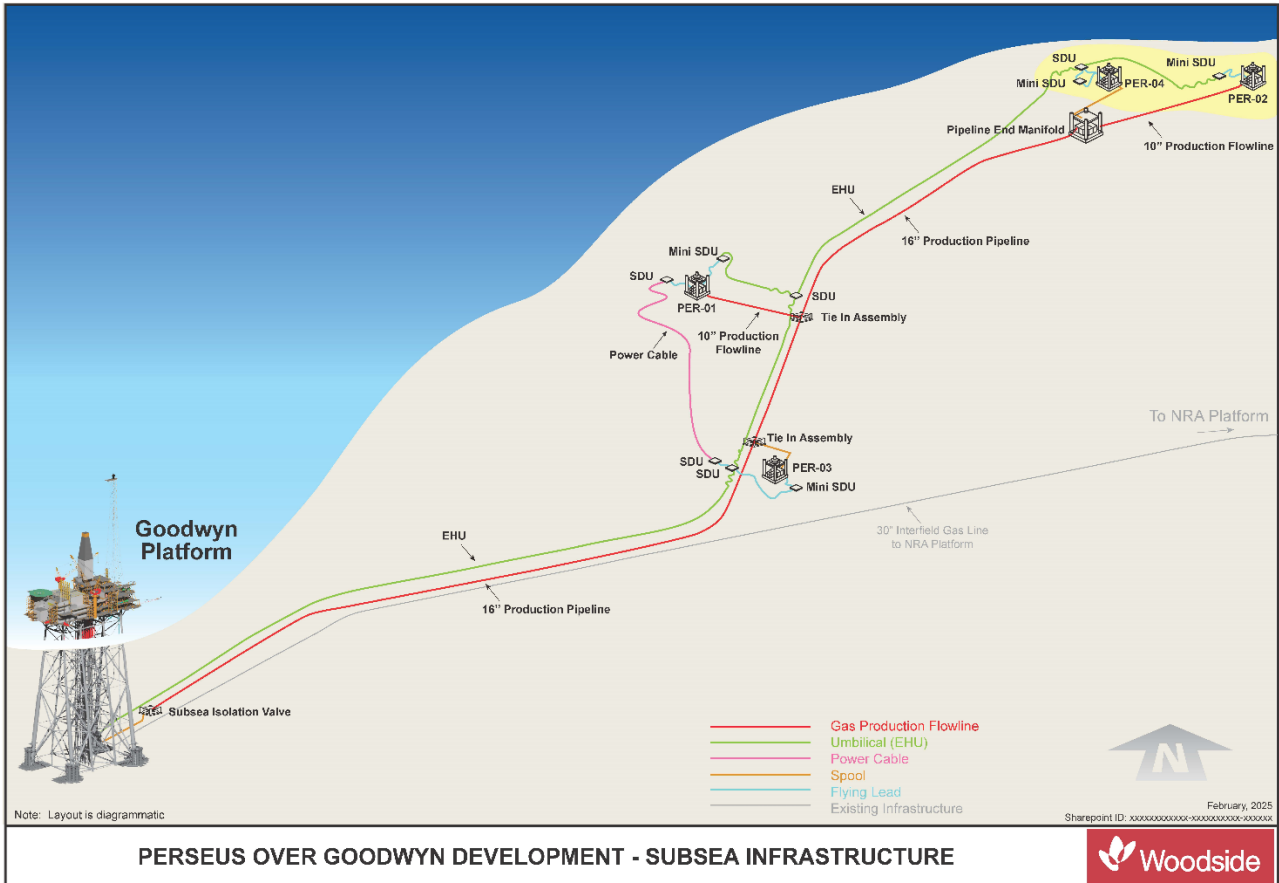 SDU
Mini SDU
PER-04
Mini SDU
PER-02
Pipeline End Manifold
10" Production Flowline
EHU
16" Production Pipeline
Mini SDU
SDU
PER-01
SDU
Tie In Assembly
10" Production
Flowline
Power Cable
To NRA Platform
Tie In Assembly
SDU
SDU
PER-03
Mini SDU
30" Interfield Gas Line
to NRA Platform
Goodwyn
Platform
EHU
16" Production Pipeline
Subsea Isolation Valve
Gas Production Flowline
Umbilical (EHU)
Power Cable
Spool
Flying Lead
Existing Infrastructure
N
Note: Layout is diagrammatic
February, 2025
Sharepoint ID: xxxxxxxxxxxx-xxxxxxxxxx-xxxxxx
PERSEUS OVER GOODWYN DEVELOPMENT - SUBSEA INFRASTRUCTURE
Woodside